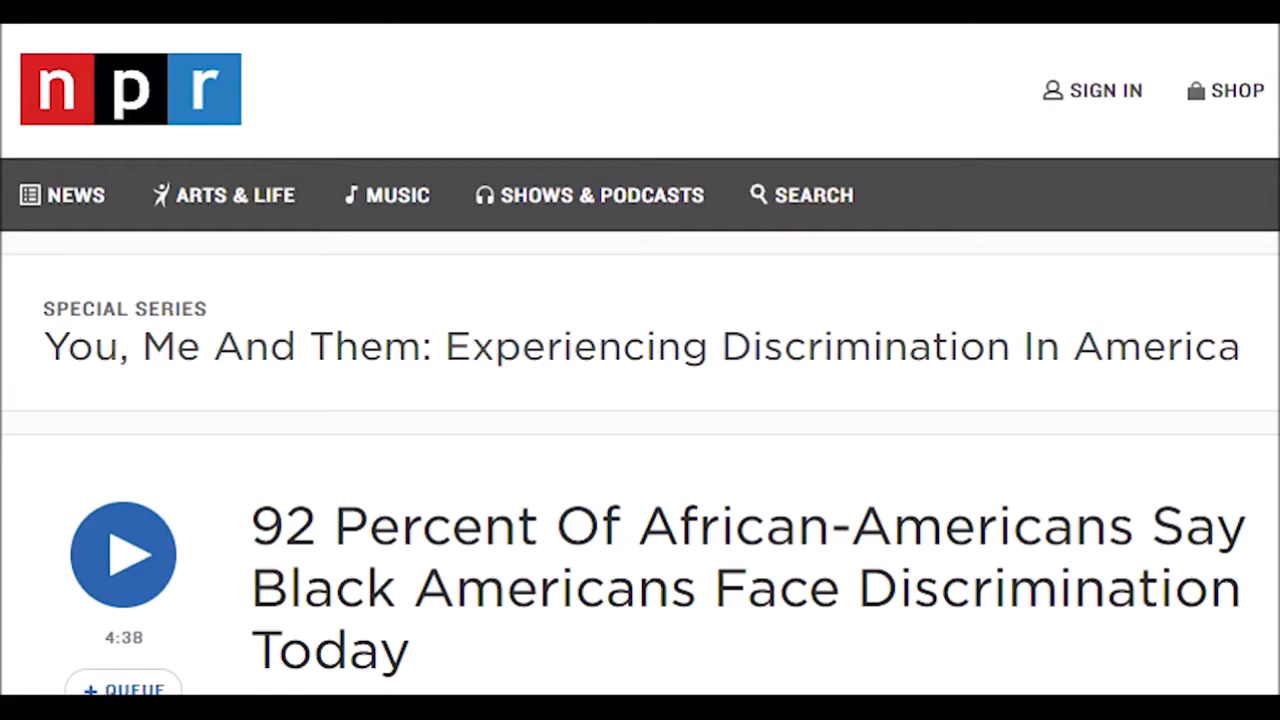 npr
SIGN IN
SHOP
NEWS
ARTS & LIFE
MUSIC
SHOWS & PODCASTS
SEARCH
SPECIAL SERIES
You, Me And Them: Experiencing Discrimination In America
92 Percent Of African-Americans Say
Black Americans Face Discrimination
Today
4:38
+ QUEUE